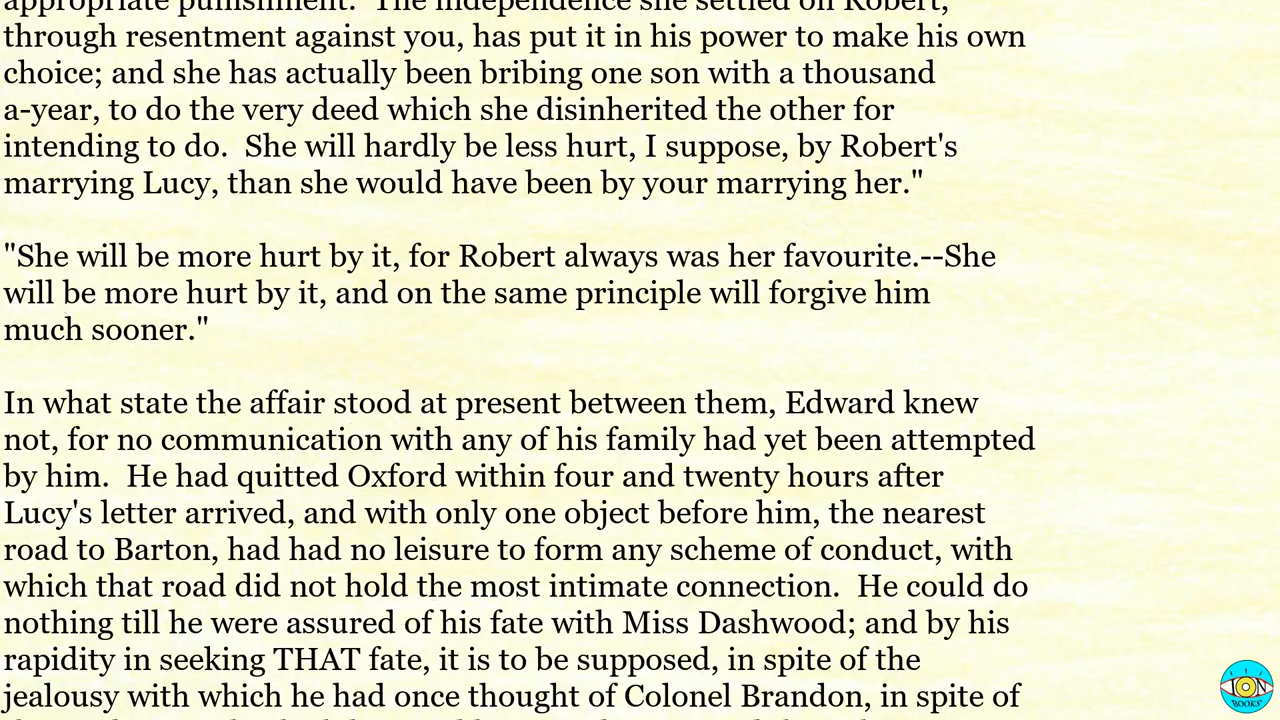 appropriate punishment.  The independence she settled on Robert,
through resentment against you, has put it in his power to make his own
choice; and she has actually been bribing one son with a thousand
a-year, to do the very deed which she disinherited the other for
intending to do.  She will hardly be less hurt, I suppose, by Robert's
marrying Lucy, than she would have been by your marrying her."

"She will be more hurt by it, for Robert always was her favourite.--She
will be more hurt by it, and on the same principle will forgive him
much sooner."

In what state the affair stood at present between them, Edward knew
not, for no communication with any of his family had yet been attempted
by him.  He had quitted Oxford within four and twenty hours after
Lucy's letter arrived, and with only one object before him, the nearest
road to Barton, had had no leisure to form any scheme of conduct, with
which that road did not hold the most intimate connection.  He could do
nothing till he were assured of his fate with Miss Dashwood; and by his
rapidity in seeking THAT fate, it is to be supposed, in spite of the
jealousy with which he had once thought of Colonel Brandon, in spite of
ION
BOOKS